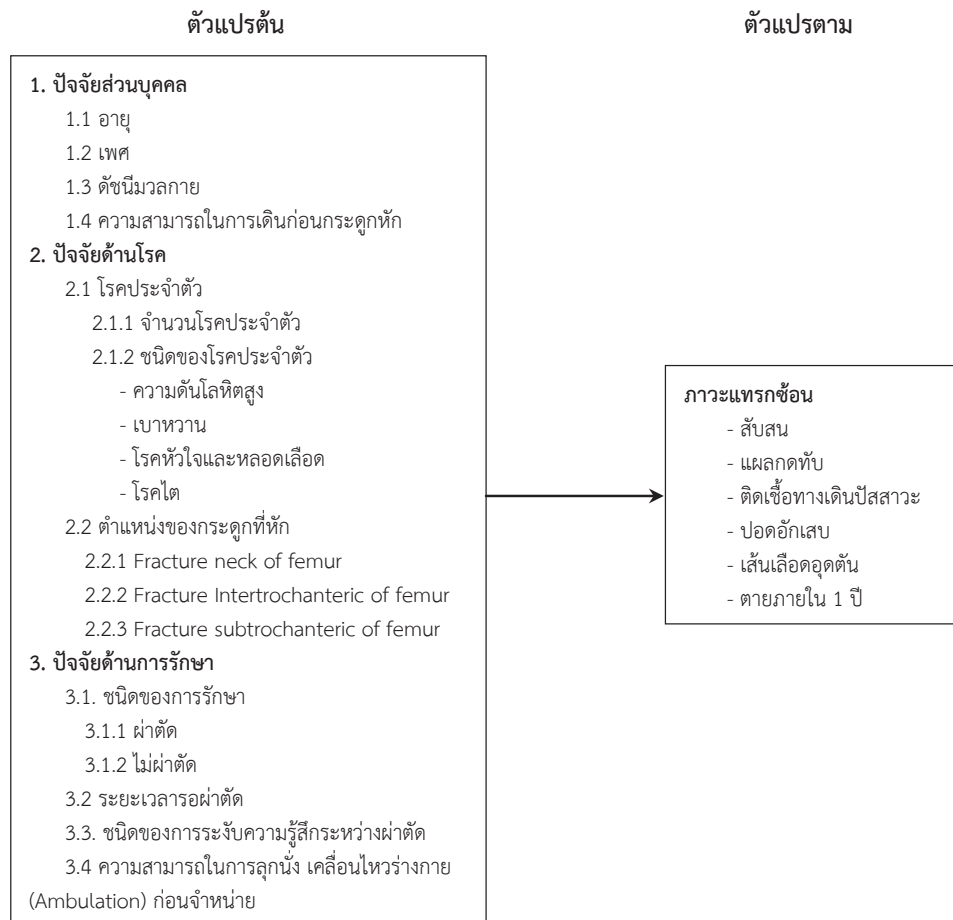 ตัวแปรต้น
ตัวแปรตาม
1. ปัจจัยส่วนบุคคล
1.1 อายุ
1.2 เพศ
1.3 ดัชนีมวลกาย
1.4 ความสามารถในการเดินก่อนกระดูกหัก
2. ปัจจัยด้านโรค
2.1 โรคประจำตัว
2.1.1 จำนวนโรคประจำตัว
2.1.2 ชนิดของโรคประจำตัว
- ความดันโลหิตสูง
- เบาหวาน
- โรคหัวใจและหลอดเลือด
- โรคไต
2.2 ตำแหน่งของกระดูกที่หัก
2.2.1 Fracture neck of femur
2.2.2 Fracture Intertrochanteric of femur
2.2.3 Fracture subtrochanteric of femur
3. ปัจจัยด้านการรักษา
3.1. ชนิดของการรักษา
3.1.1 ผ่าตัด
3.1.2 ไม่ผ่าตัด
3.2 ระยะเวลารอผ่าตัด
3.3. ชนิดของการระงับความรู้สึกระหว่างผ่าตัด
3.4 ความสามารถในการลุกนั่ง เคลื่อนไหวร่างกาย
(Ambulation) ก่อนจำหน่าย
ภาวะแทรกซ้อน
- สับสน
- แผลกดทับ
- ติดเชื้อทางเดินปัสสาวะ
- ปอดอักเสบ
- เส้นเลือดอุดตัน
- ตายภายใน 1 ปี